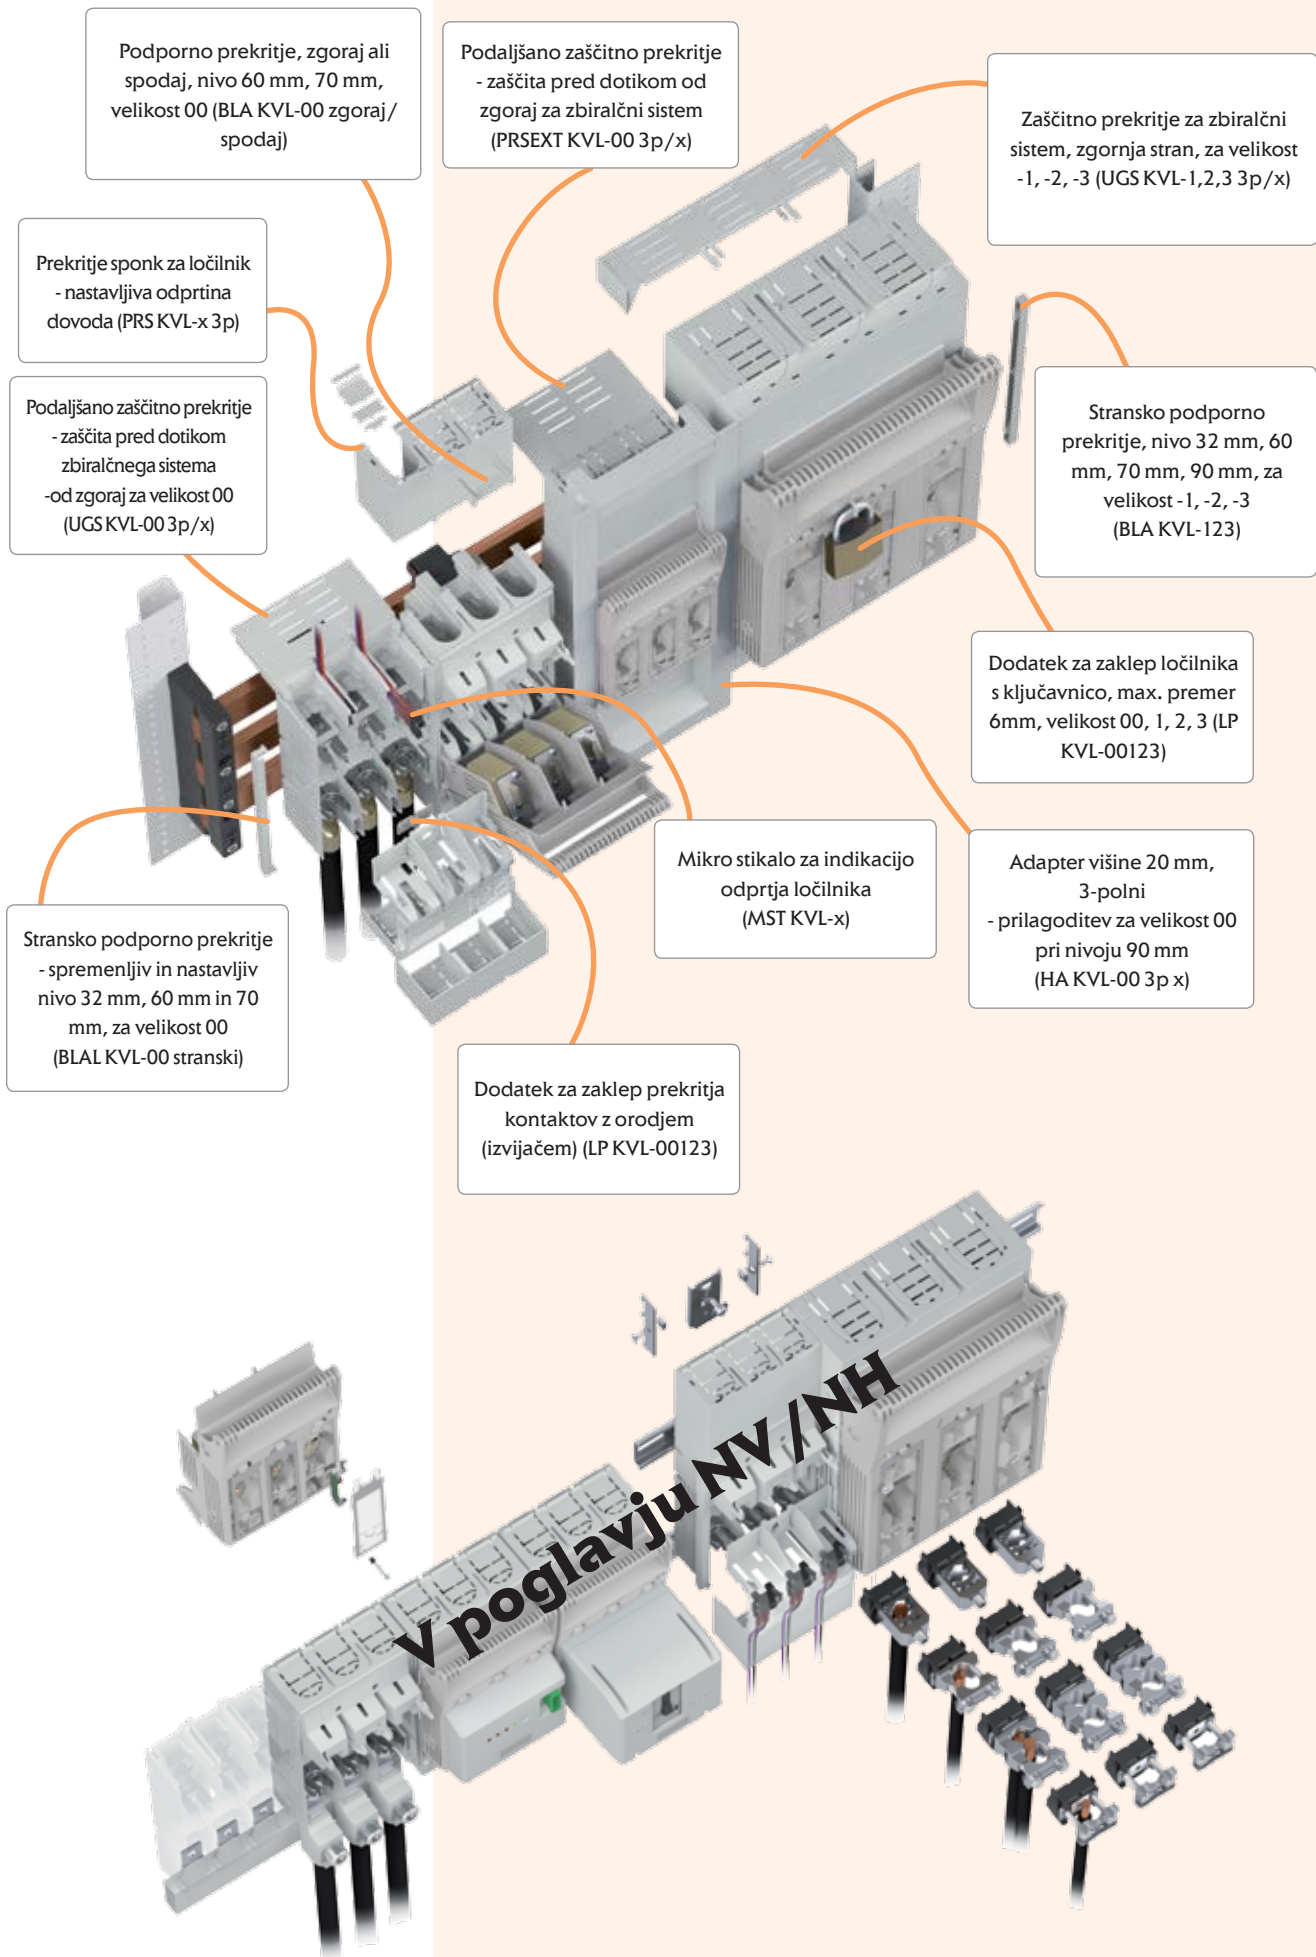 Podporno prekritje, zgoraj ali
spodaj, nivo 60 mm, 70 mm,
velikost 00 (BLA KVL-00 zgoraj/
spodaj)
Podaljšano zaščitno prekritje
- zaščita pred dotikom od
zgoraj za zbiralčni sistem
(PRSEXT KVL-00 3p/x)
Zaščitno prekritje za zbiralčni
sistem, zgornja stran, za velikost
-1, -2, -3 (UGS KVL-1,2,3 3p/x)
Prekritje sponk za ločilnik
- nastavljiva odprtina
dovoda (PRS KVL-x 3p)
Podaljšano zaščitno prekritje
- zaščita pred dotikom
zbiralčnega sistema
-od zgoraj za velikost 00
(UGS KVL-00 3p/x)
Stransko podporno
prekritje, nivo 32 mm, 60
mm, 70 mm, 90 mm, za
velikost -1, -2, -3
(BLA KVL-123)
Dodatek za zaklep ločilnika
s ključavnico, max. premer
6mm, velikost 00, 1, 2, 3 (LP
KVL-00123)
Mikro stikalo za indikacijo
odprtja ločilnika
(MST KVL-x)
Adapter višine 20 mm,
3-polni
- prilagoditev za velikost 00
pri nivoju 90 mm
(HA KVL-00 3p x)
Stransko podporno prekritje
- spremenljiv in nastavljiv
nivo 32 mm, 60 mm in 70
mm, za velikost 00
(BLAL KVL-00 stranski)
Dodatek za zaklep prekritja
kontaktov z orodjem
(izvijačem) (LP KVL-00123)
V poglavju NV/NH